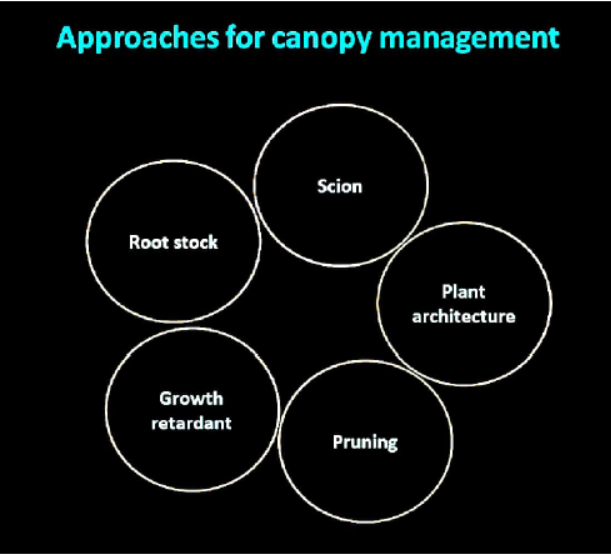 Approaches for canopy management
Scion
Root stock
Plant
architecture
Growth
retardant
Pruning